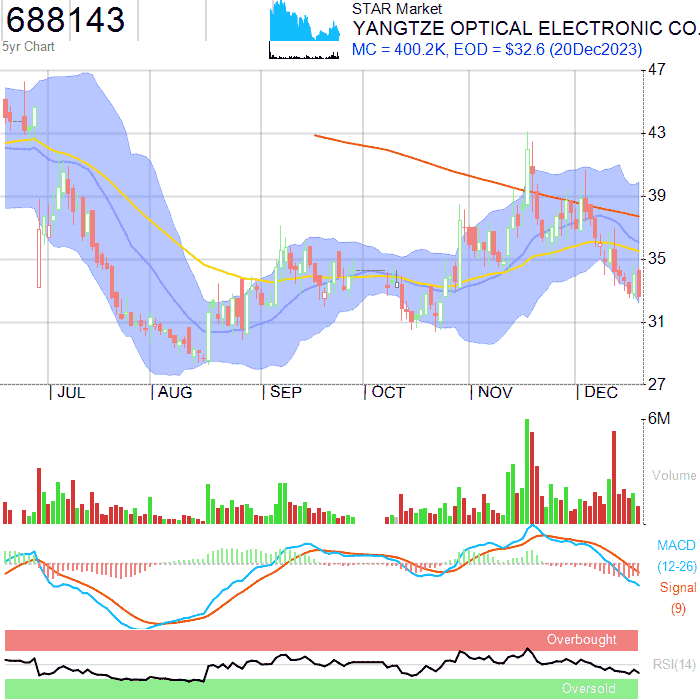 688143
5yr Chart
STAR Market
YANGTZE OPTICAL ELECTRONIC CO.
MC = 400.2K, EOD = $32.6 (20Dec2023)
47
43
39
35
31
27
JUL AUG SEP OCT NOV DEC
6M
Volume
MACD
(12-26)
Signal
(9)
Overbought
RSI(14)
Oversold